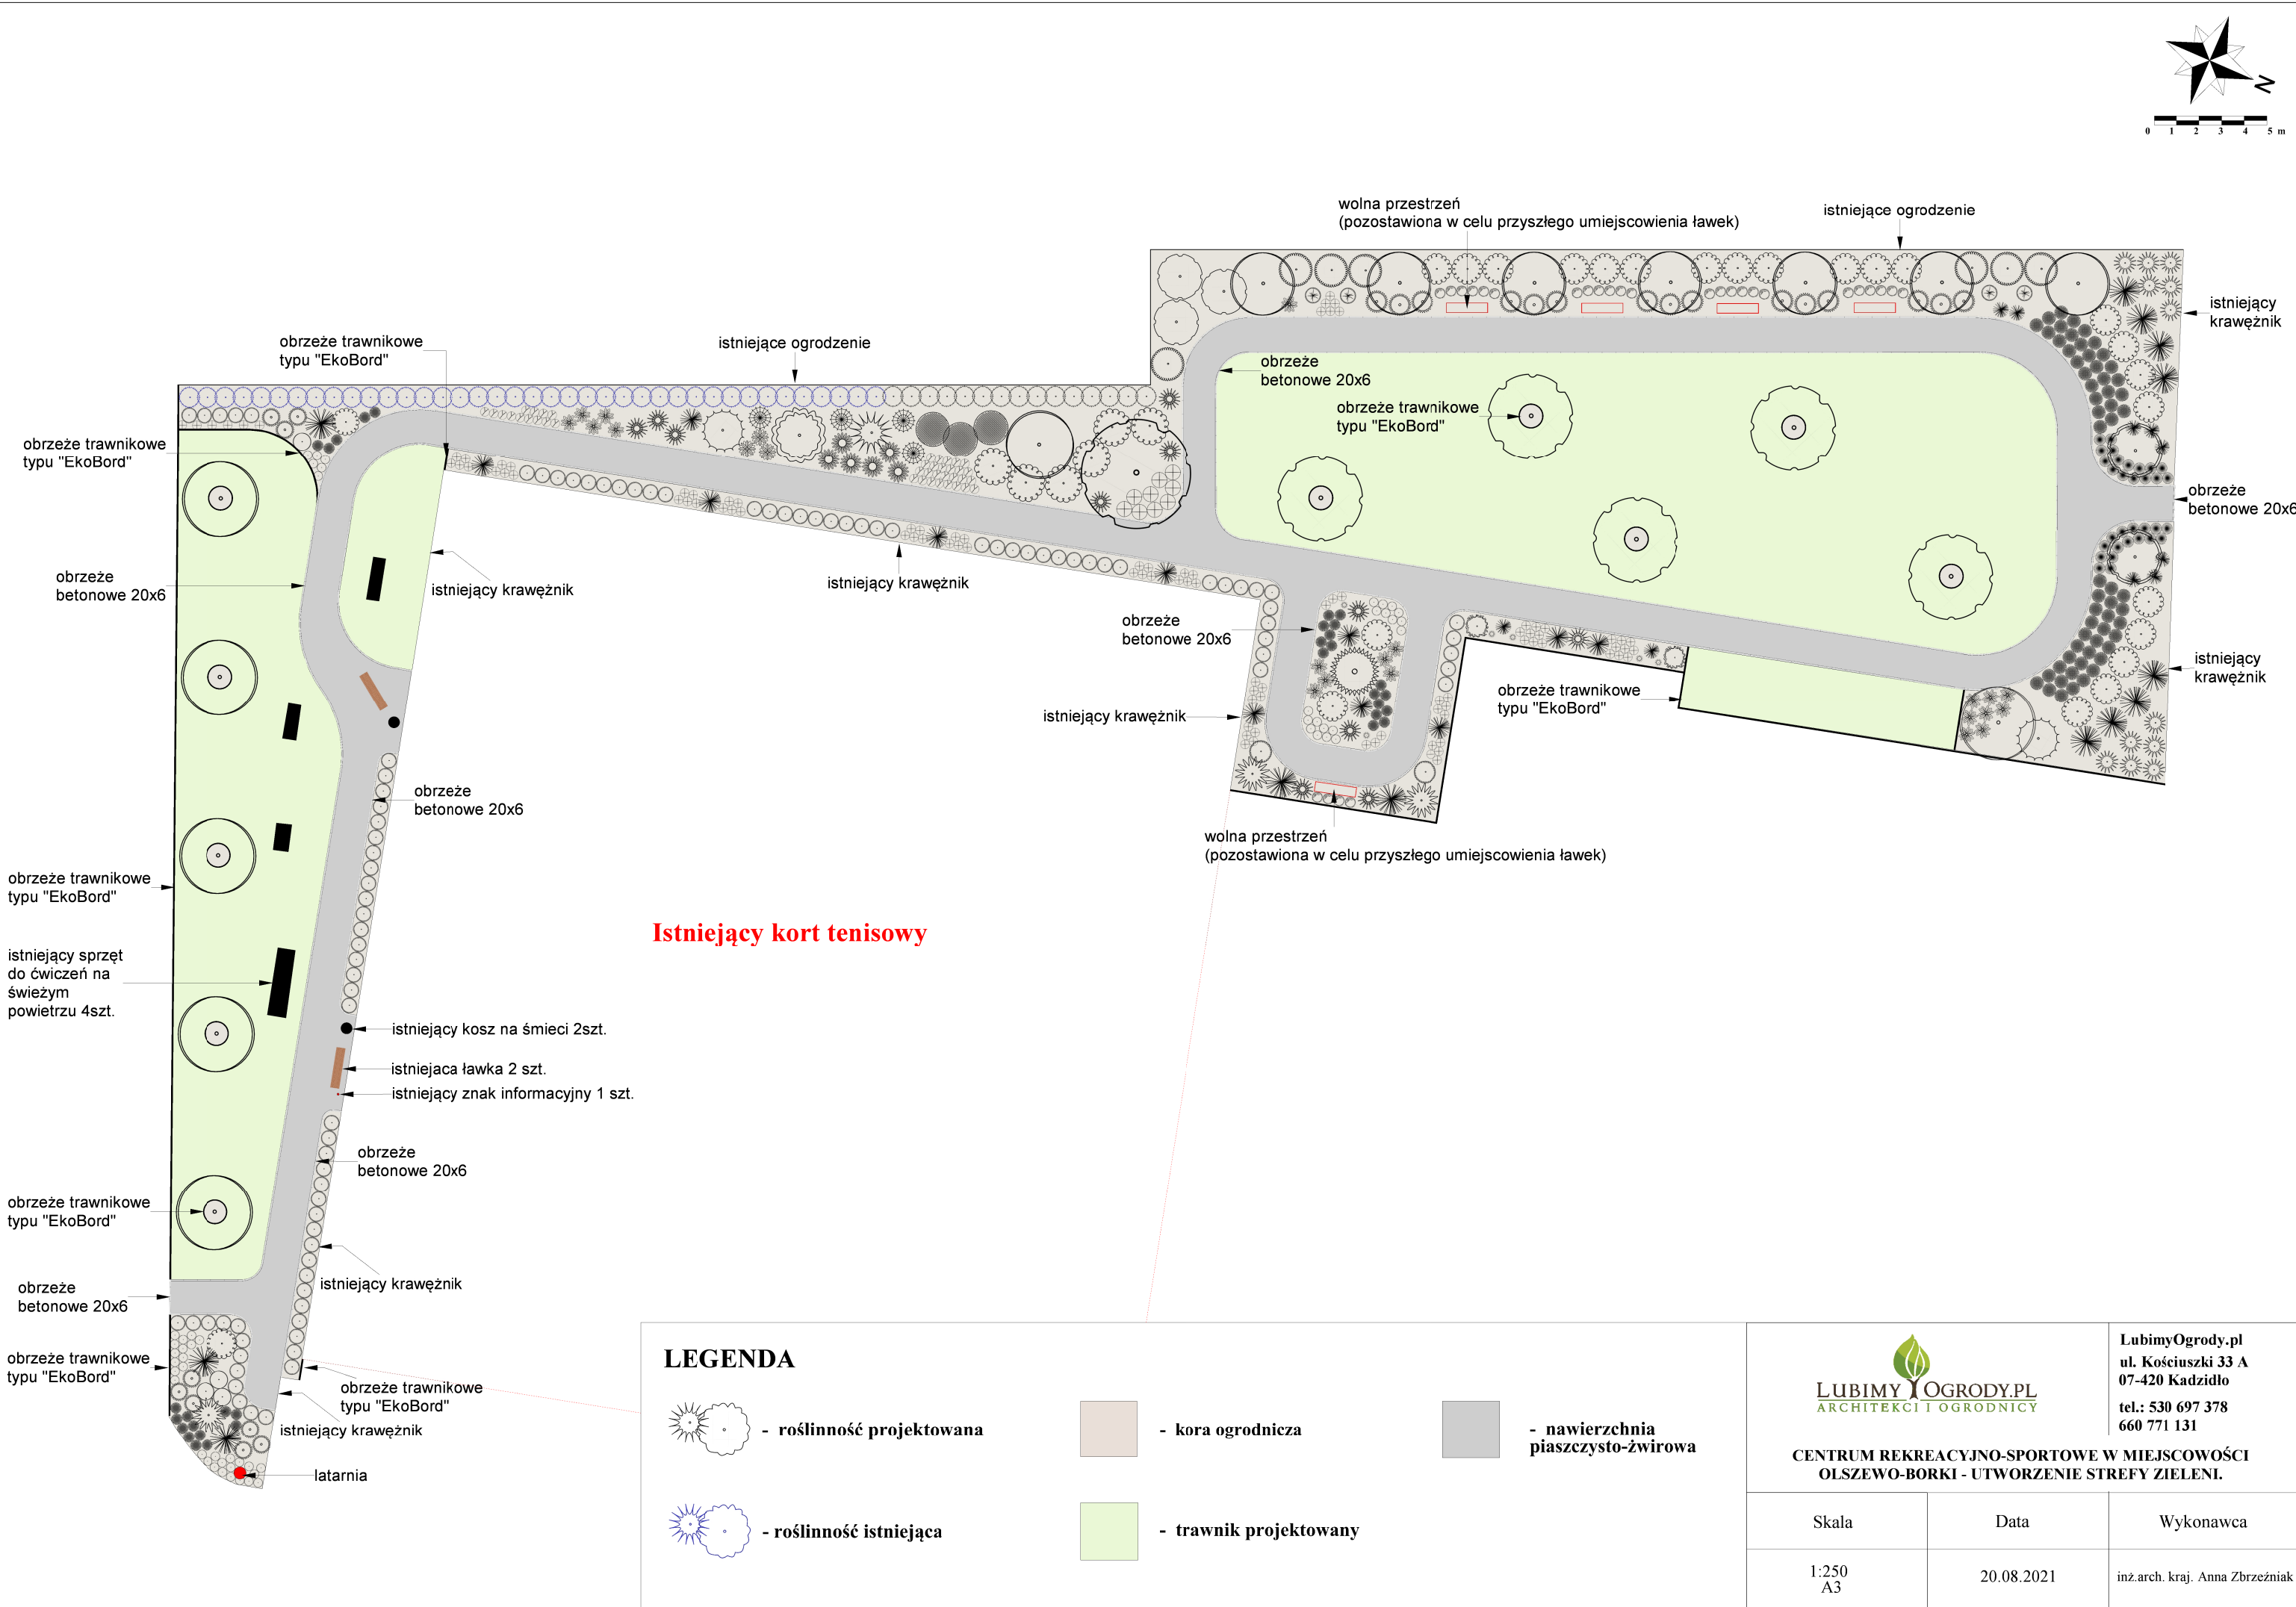 N
0 1 2 3 4 5 m
wolna przestrzeń
(pozostawiona w celu przyszłego umiejscowienia ławek)
istniejące ogrodzenie
istniejący
krawężnik
obrzeże trawnikowe
typu "EkoBord"
istniejące ogrodzenie
obrzeże
betonowe 20x6
obrzeże trawnikowe
typu "EkoBord"
obrzeże trawnikowe
typu "EkoBord"
obrzeże
betonowe 20x6
obrzeże
betonowe 20x6
istniejący krawężnik
istniejący krawężnik
obrzeże
betonowe 20x6
istniejący
krawężnik
obrzeże trawnikowe
typu "EkoBord"
istniejący krawężnik
obrzeże
betonowe 20x6
wolna przestrzeń
(pozostawiona w celu przyszłego umiejscowienia ławek)
obrzeże trawnikowe
typu "EkoBord"
Istniejący kort tenisowy
istniejący sprzęt
do ćwiczeń na
świeżym
powietrzu 4szt.
istniejący kosz na śmieci 2szt.
istniejaca ławka 2 szt.
istniejący znak informacyjny 1 szt.
obrzeże
betonowe 20x6
obrzeże trawnikowe
typu "EkoBord"
istniejący krawężnik
obrzeże
betonowe 20x6
obrzeże trawnikowe
typu "EkoBord"
obrzeże trawnikowe
typu "EkoBord"
istniejący krawężnik
latarnia
LEGENDA
- roślinność projektowana
- kora ogrodnicza
- nawierzchnia
piaszczysto-żwirowa
- roślinność istniejąca
- trawnik projektowany
LUBIMY OGRODY.PL
ARCHITEKCI I OGRODNICY
LubimyOgrody.pl
ul. Kościuszki 33 A
07-420 Kadzidło
tel.: 530 697 378
660 771 131
CENTRUM REKREACYJNO-SPORTOWE W MIEJSCOWOŚCI
OLSZEWO-BORKI - UTWORZENIE STREFY ZIELENI.
Skala
Data
Wykonawca
1:250
A3
20.08.2021
inż.arch. kraj. Anna Zbrzeźniak